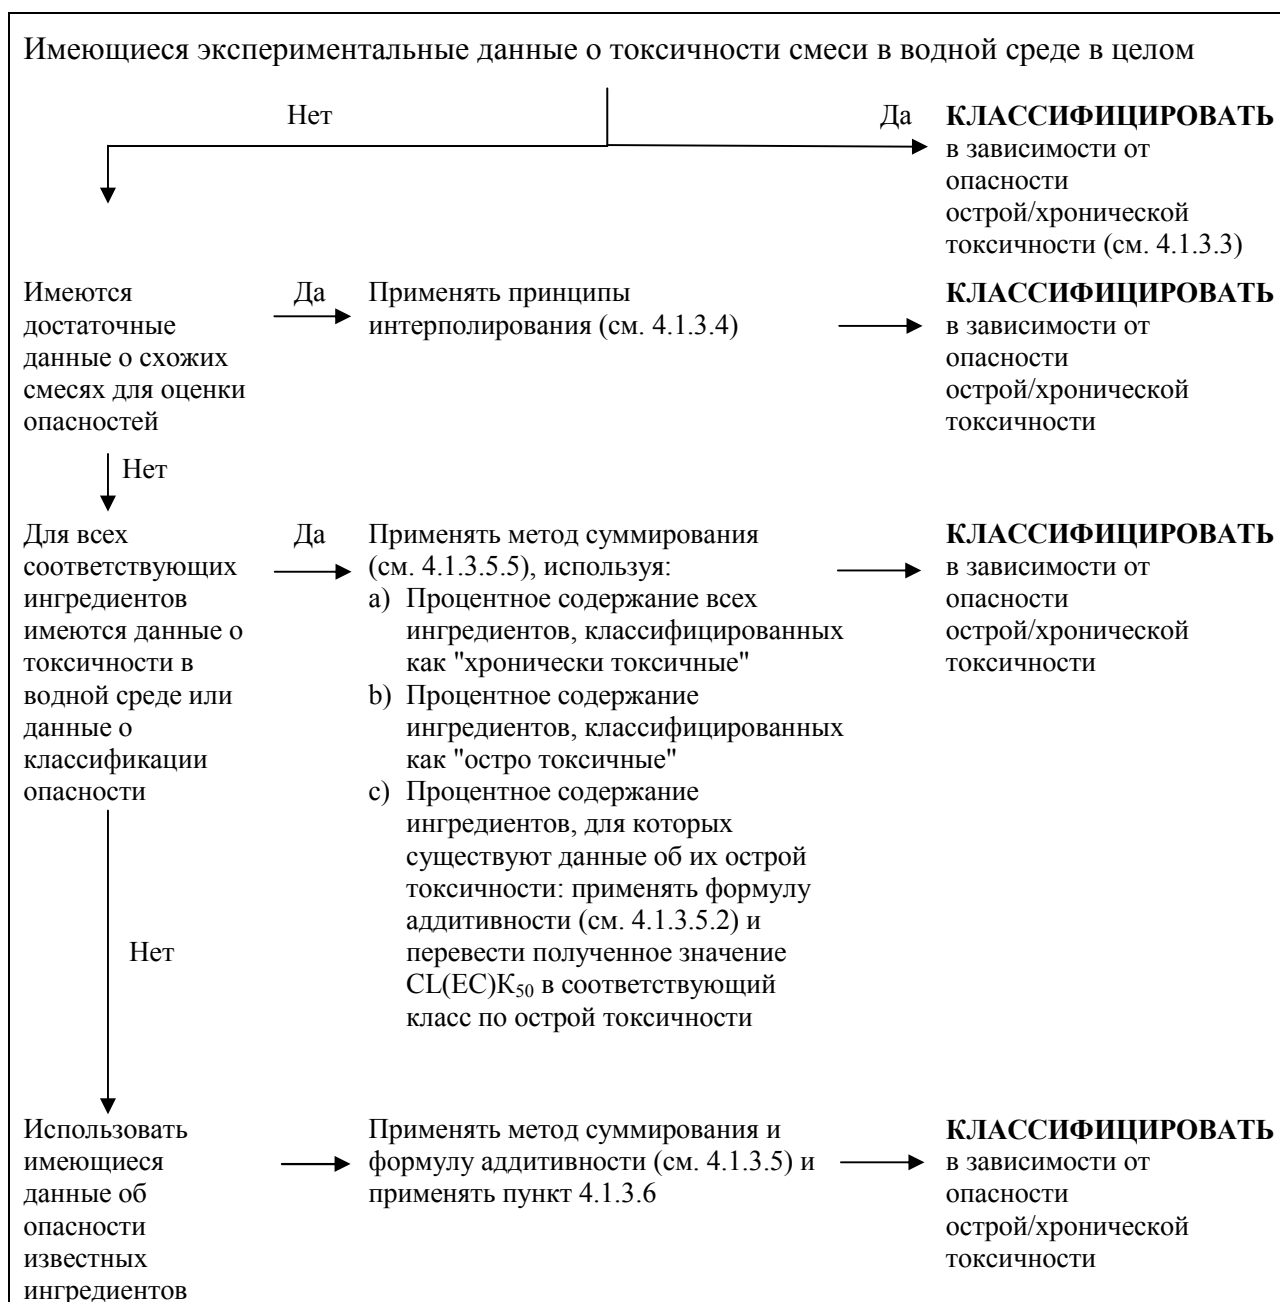 Имеющиеся экспериментальные данные о токсичности смеси в водной среде в целом
Нет
Да
КЛАССИФИЦИРОВАТЬ
в зависимости от
опасности
острой/хронической
токсичности (см. 4.1.3.3)
Имеются
достаточные
данные о схожих
смесях для оценки
опасностей
Да
Применять принципы
интерполирования (см. 4.1.3.4)
КЛАССИФИЦИРОВАТЬ
в зависимости от
опасности
острой/хронической
токсичности
Нет
Для всех
соответствующих
ингредиентов
имеются данные о
токсичности в
водной среде или
данные о
классификации
опасности
Да
Применять метод суммирования
(см. 4.1.3.5.5), используя:
a) Процентное содержание всех
ингредиентов, классифицированных
как "хронически токсичные"
b) Процентное содержание
ингредиентов, классифицированных
как "остро токсичные"
c) Процентное содержание
ингредиентов, для которых
существуют данные об их острой
токсичности: применять формулу
аддитивности (см. 4.1.3.5.2) и
перевести полученное значение
CL(EC)К50 в соответствующий
класс по острой токсичности
КЛАССИФИЦИРОВАТЬ
в зависимости от
опасности
острой/хронической
токсичности
Нет
Использовать
имеющиеся
данные об
опасности
известных
ингредиентов
Применять метод суммирования и
формулу аддитивности (см. 4.1.3.5) и
применять пункт 4.1.3.6
КЛАССИФИЦИРОВАТЬ
в зависимости от
опасности
острой/хронической
токсичности